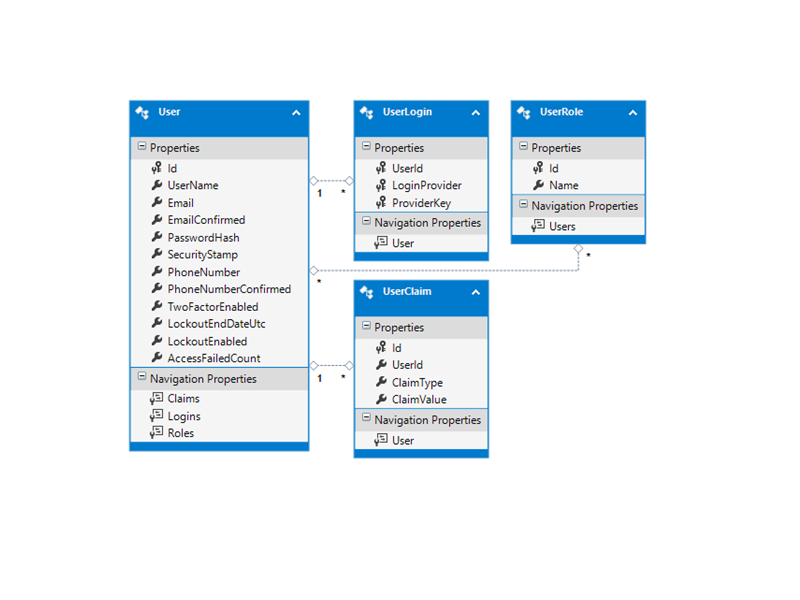 User
Properties
Id
UserName
Email
EmailConfirmed
PasswordHash
SecurityStamp
PhoneNumber
PhoneNumberConfirmed
TwoFactorEnabled
LockoutEndDateUtc
LockoutEnabled
AccessFailedCount
Navigation Properties
Claims
Logins
Roles
1
*
*
1
*
UserLogin
Properties
UserId
LoginProvider
ProviderKey
Navigation Properties
User
UserClaim
Properties
Id
UserId
ClaimType
ClaimValue
Navigation Properties
User
UserRole
Properties
Id
Name
Navigation Properties
Users
*